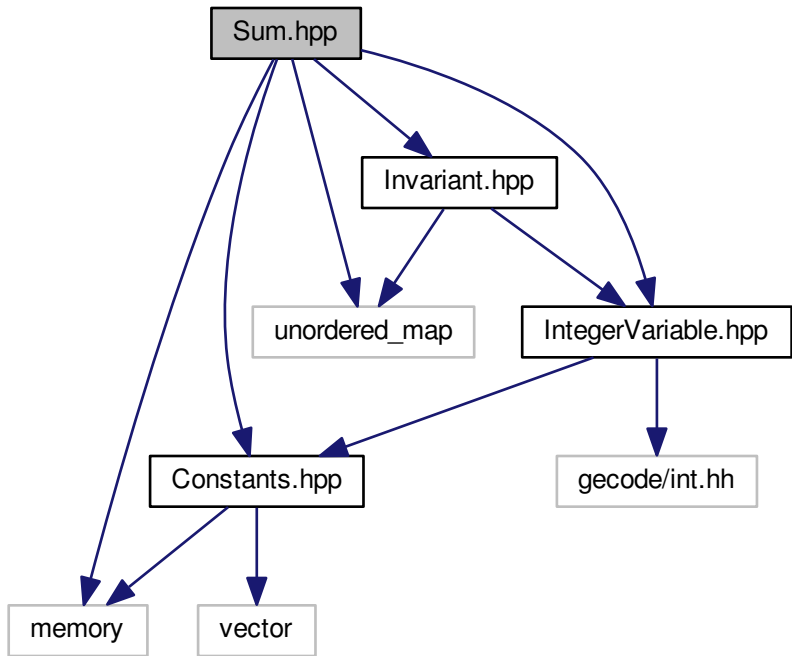 Sum.hpp
Invariant.hpp
unordered_map
IntegerVariable.hpp
Constants.hpp
gecode/int.hh
memory
vector